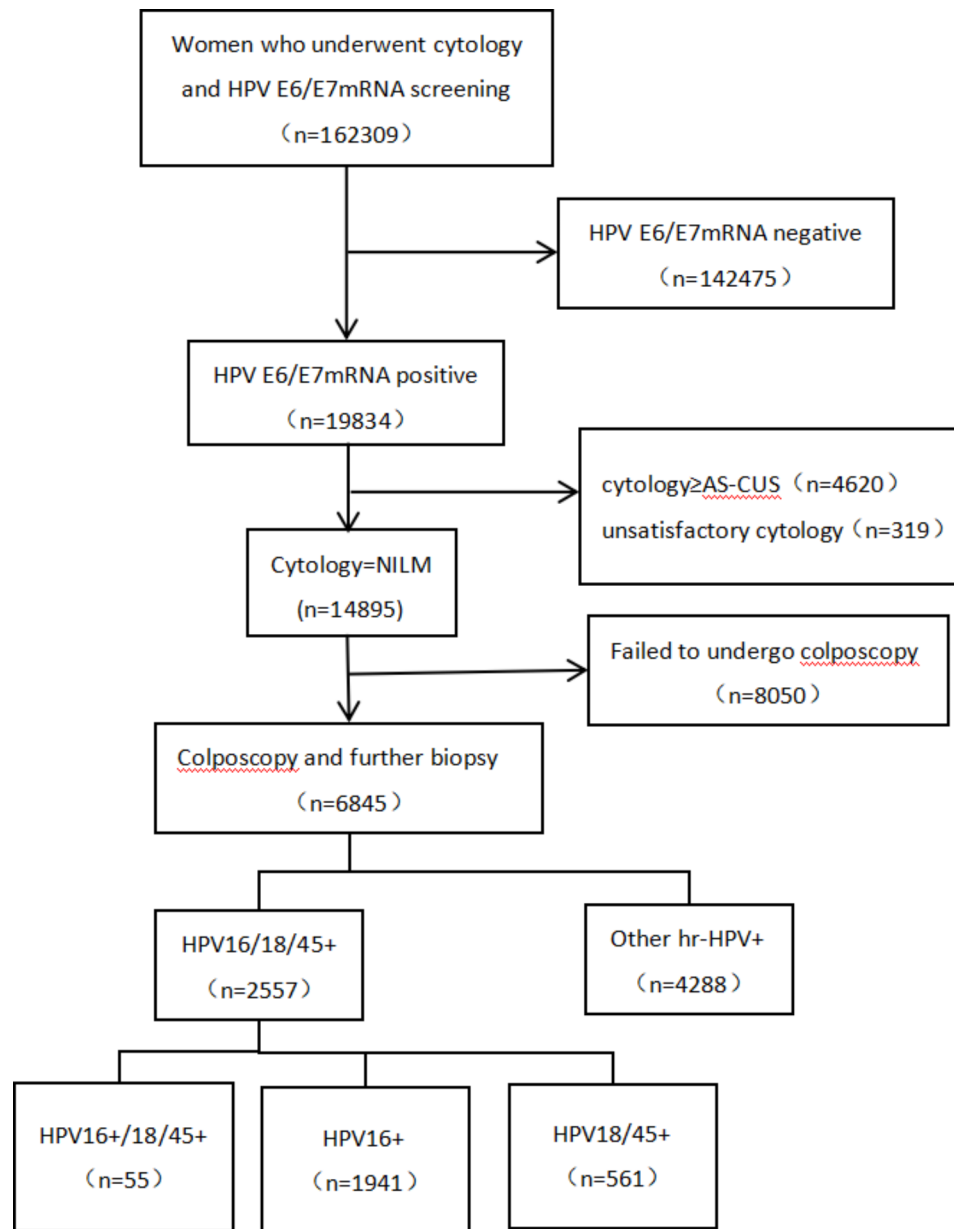 Women who underwent cytology
and HPV E6/E7mRNA screening
（n=162309）
HPV E6/E7mRNA negative
（n=142475）
HPV E6/E7mRNA positive
（n=19834）
cytology≥AS-CUS（n=4620）
unsatisfactory cytology（n=319）
Cytology=NILM
(n=14895)
Failed to undergo colposcopy
（n=8050）
Colposcopy and further biopsy
（n=6845）
HPV16/18/45+
（n=2557）
Other hr-HPV+
（n=4288）
HPV16+/18/45+
（n=55）
HPV16+
（n=1941）
HPV18/45+
（n=561）